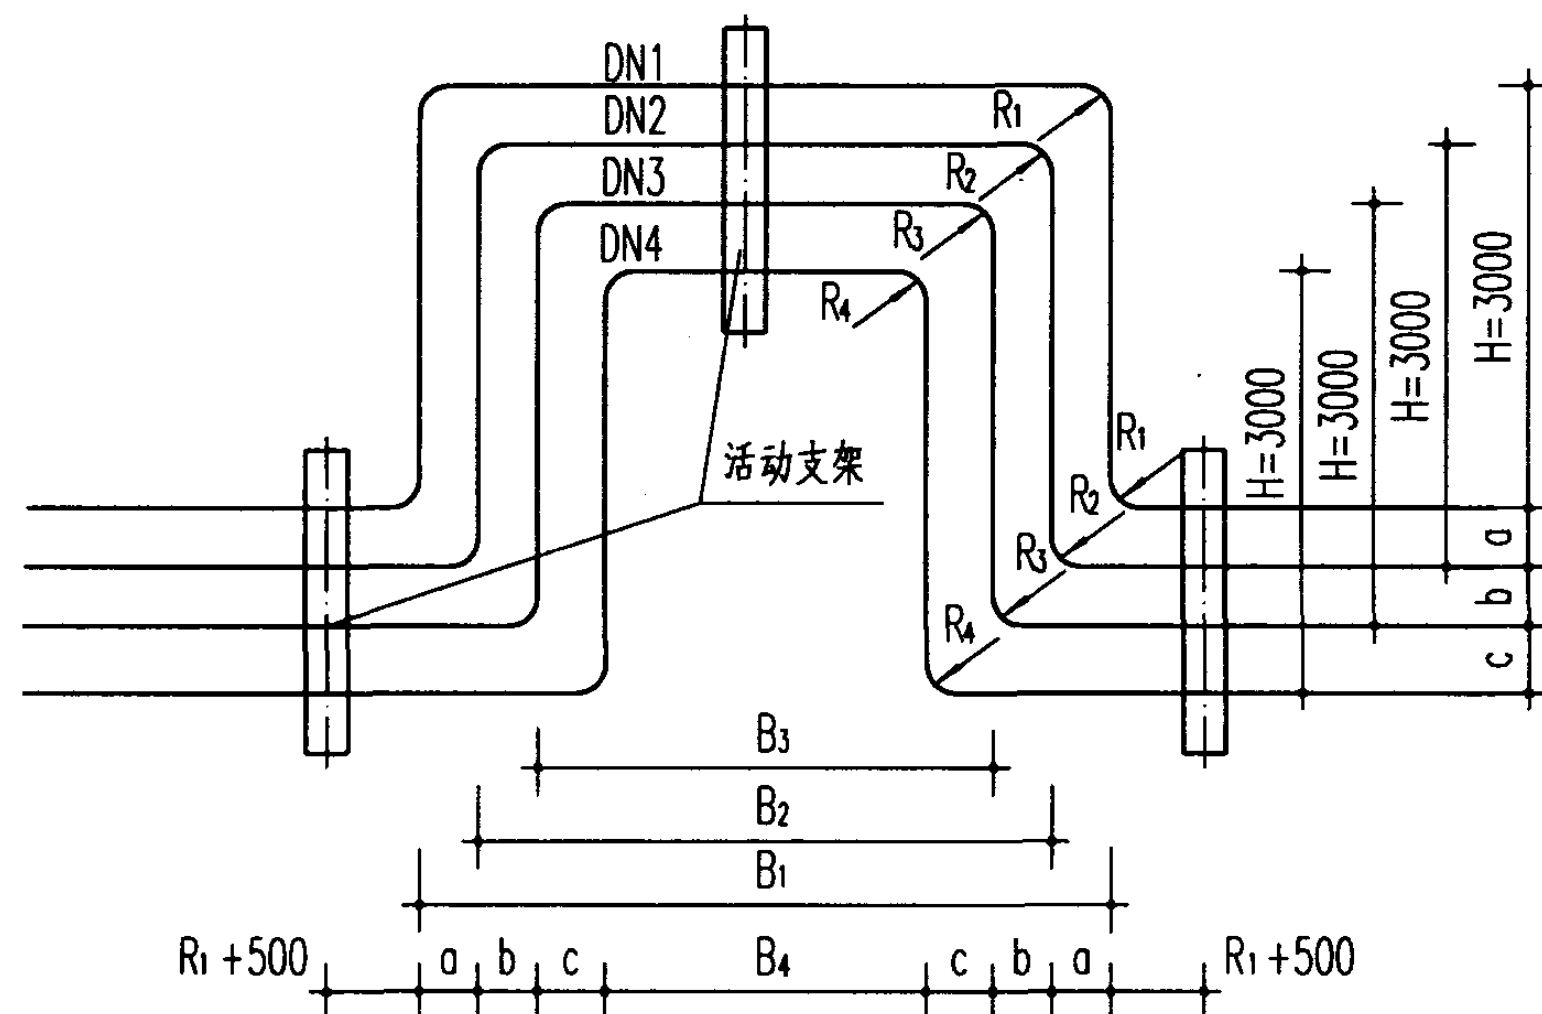 DN1
DN2
DN3
DN4
R1
R2
R3
R4
H=3000
H=3000
H=3000
H=3000
活动支架
R1
R2
R3
R4
a
b
c
B3
B2
B1
R1+500
a
b
c
B4
c
b
a
R1+500